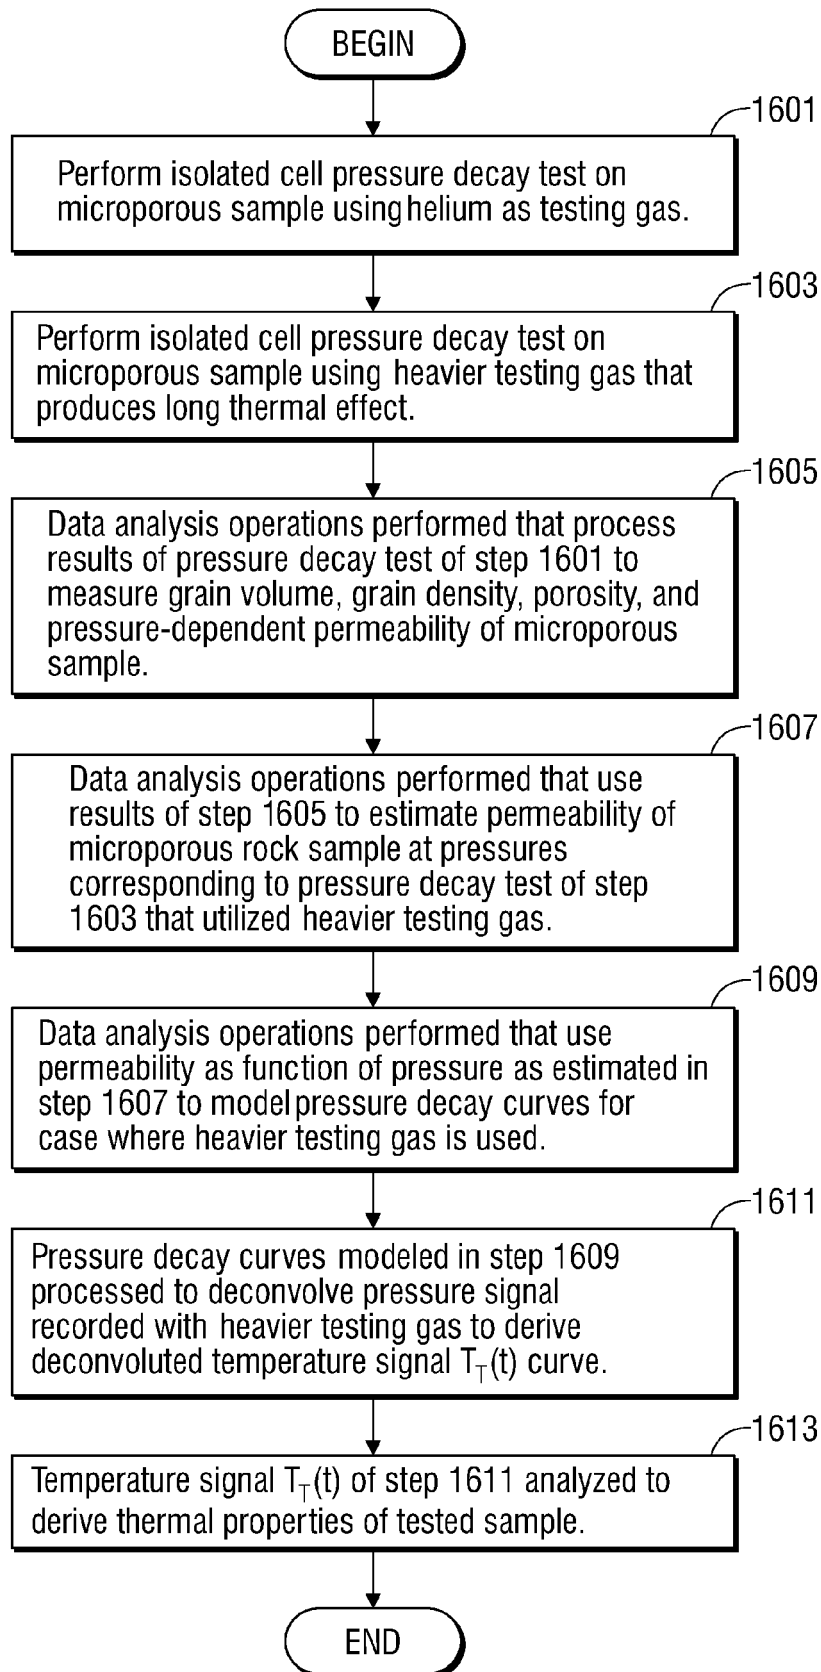 BEGIN
1601
Perform isolated cell pressure decay test on
microporous sample using helium as testing gas.
1603
Perform isolated cell pressure decay test on
microporous sample using heavier testing gas that
produces long thermal effect.
1605
Data analysis operations performed that process
results of pressure decay test of step 1601 to
measure grain volume, grain density, porosity, and
pressure-dependent permeability of microporous
sample.
1607
Data analysis operations performed that use
results of step 1605 to estimate permeability of
microporous rock sample at pressures
corresponding to pressure decay test of step
1603 that utilized heavier testing gas.
1609
Data analysis operations performed that use
permeability as function of pressure as estimated in
step 1607 to model pressure decay curves for
case where heavier testing gas is used.
1611
Pressure decay curves modeled in step 1609
processed to deconvolve pressure signal
recorded with heavier testing gas to derive
deconvoluted temperature signal T_T(t) curve.
1613
Temperature signal T_T(t) of step 1611 analyzed to
derive thermal properties of tested sample.
END